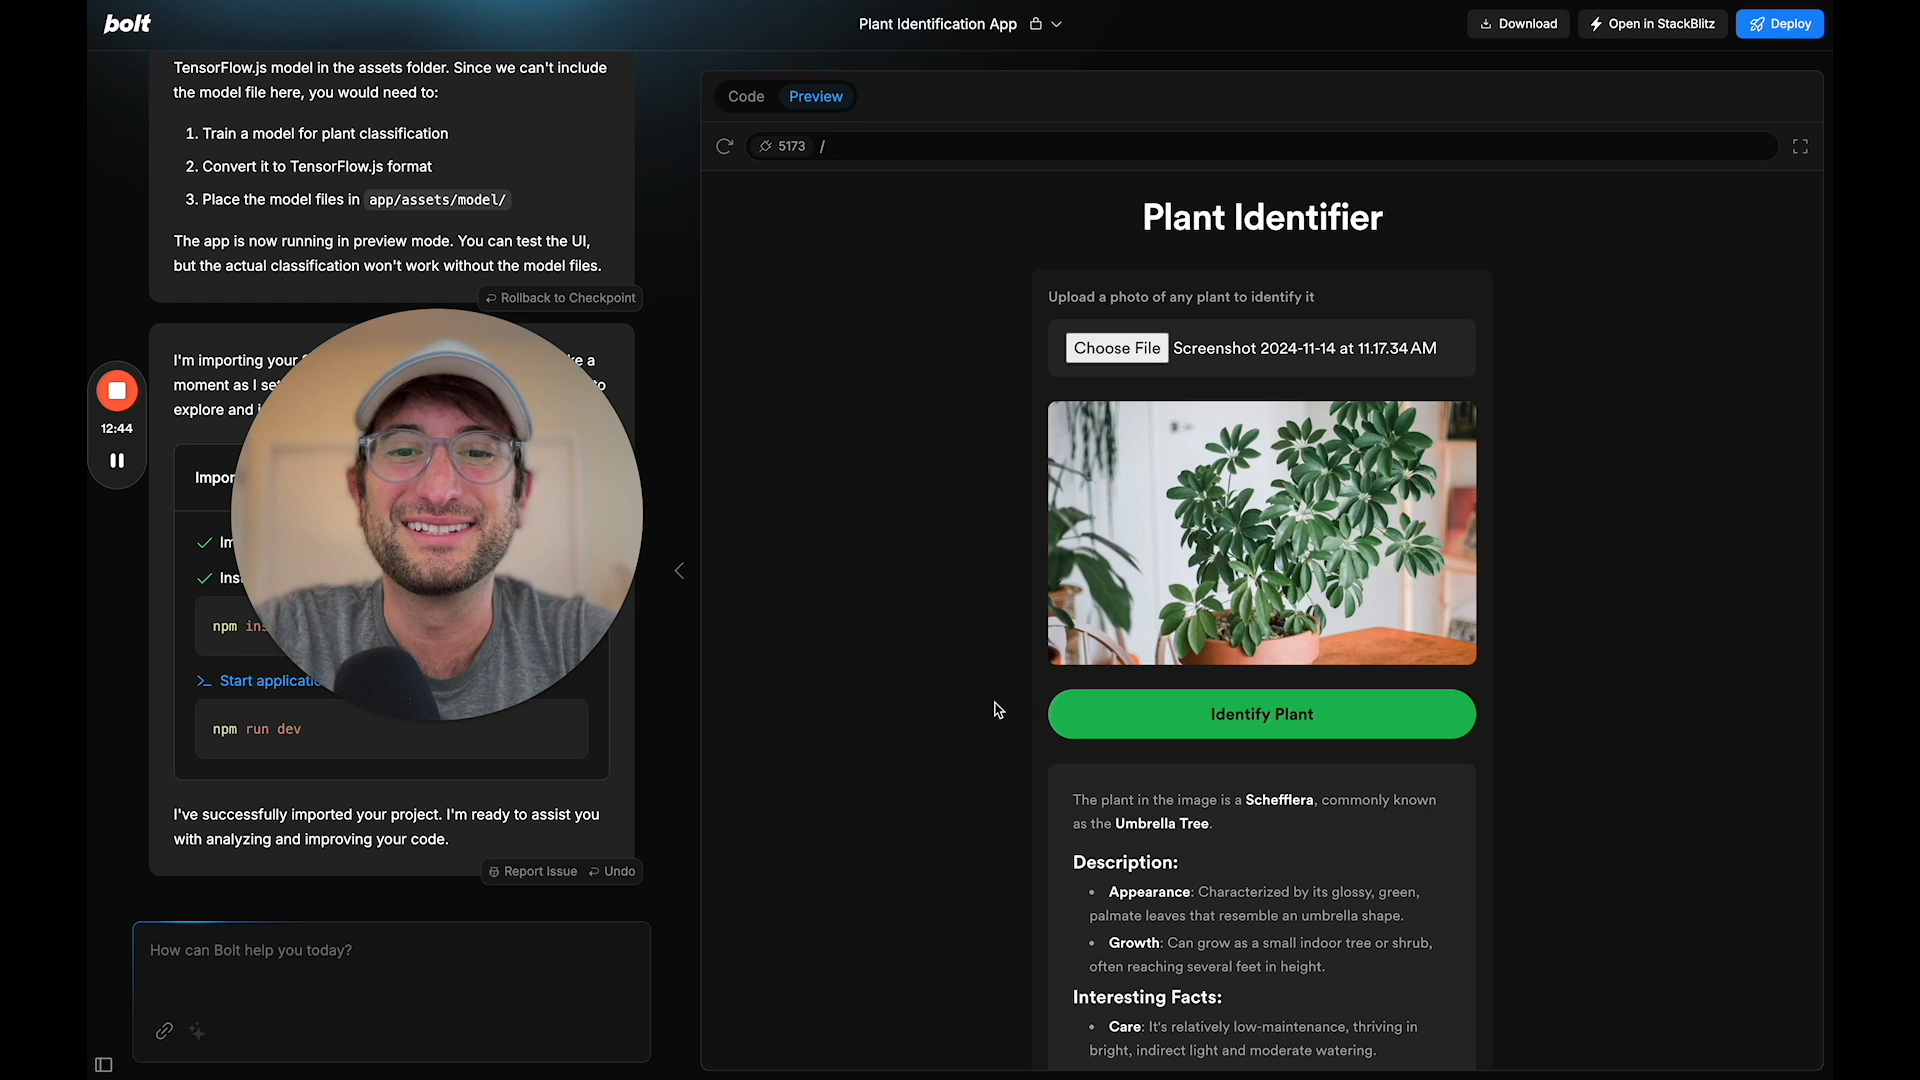 bolt
Plant Identification App
Download
Open in StackBlitz
Deploy
TensorFlow.js model in the assets folder. Since we can't include
the model file here, you would need to:
1. Train a model for plant classification
2. Convert it to TensorFlow.js format
3. Place the model files in app/assets/model/
The app is now running in preview mode. You can test the UI,
but the actual classification won't work without the model files.
Rollback to Checkpoint
I'm importing your
a
moment as I
to
explore and
12:44
npm
Start
npm run dev
I've successfully imported your project. I'm ready to assist you
with analyzing and improving your code.
Report Issue
Undo
How can Bolt help you today?
Code
Preview
5173 /
Plant Identifier
Upload a photo of any plant to identify it
Choose File Screenshot 2024-11-14 at 11.17.34 AM
Identify Plant
The plant in the image is a Schefflera, commonly known
as the Umbrella Tree.
Description:
• Appearance: Characterized by its glossy, green,
palmate leaves that resemble an umbrella shape.
• Growth: Can grow as a small indoor tree or shrub,
often reaching several feet in height.
Interesting Facts:
• Care: It's relatively low-maintenance, thriving in
bright, indirect light and moderate watering.